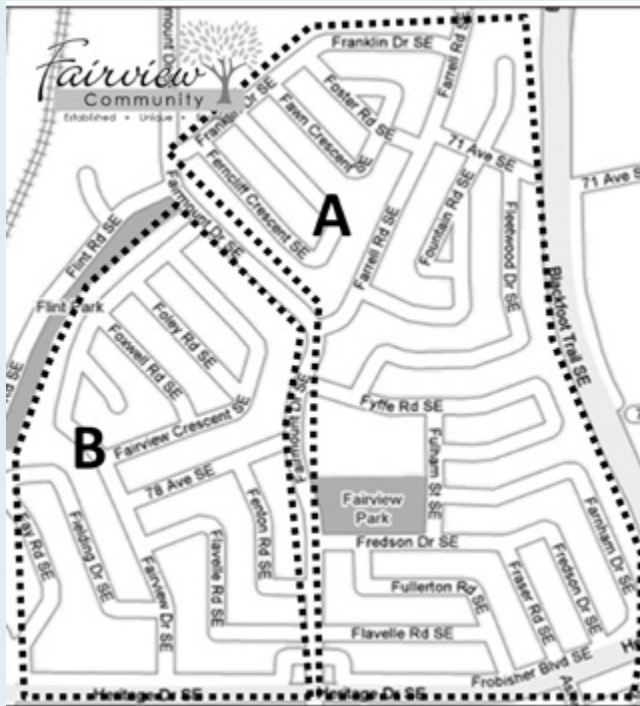 Fairview
Community
Established • Unique •
mount D
Franklin Dr SE
Farrell Rd SE
Foster Rd SE
Fawn Crescent SE
71 Ave SE
71 Ave S
Ferncliff Crescent SE
A
Fairmount Dr SE
Farrell Rd SE
Fountain Rd SE
Fleetwood Dr SE
Blackfoot Trail SE
Flint Rd SE
Flint Park
Foley Rd SE
Foxwell Rd SE
B
Fairview Crescent SE
Fyffe Rd SE
78 Ave SE
Fulham St SE
Fairview
Park
Fenton Rd SE
Fielding Dr SE
Fairview Dr SE
Flavelle Rd SE
Fredson Dr SE
Fullerton Rd SE
Fraser Rd SE
Fredson Dr SE
Farnham Dr SE
Flavelle Rd SE
Frobisher Blvd SE
Heritage Dr SE
Heritage Dr SE